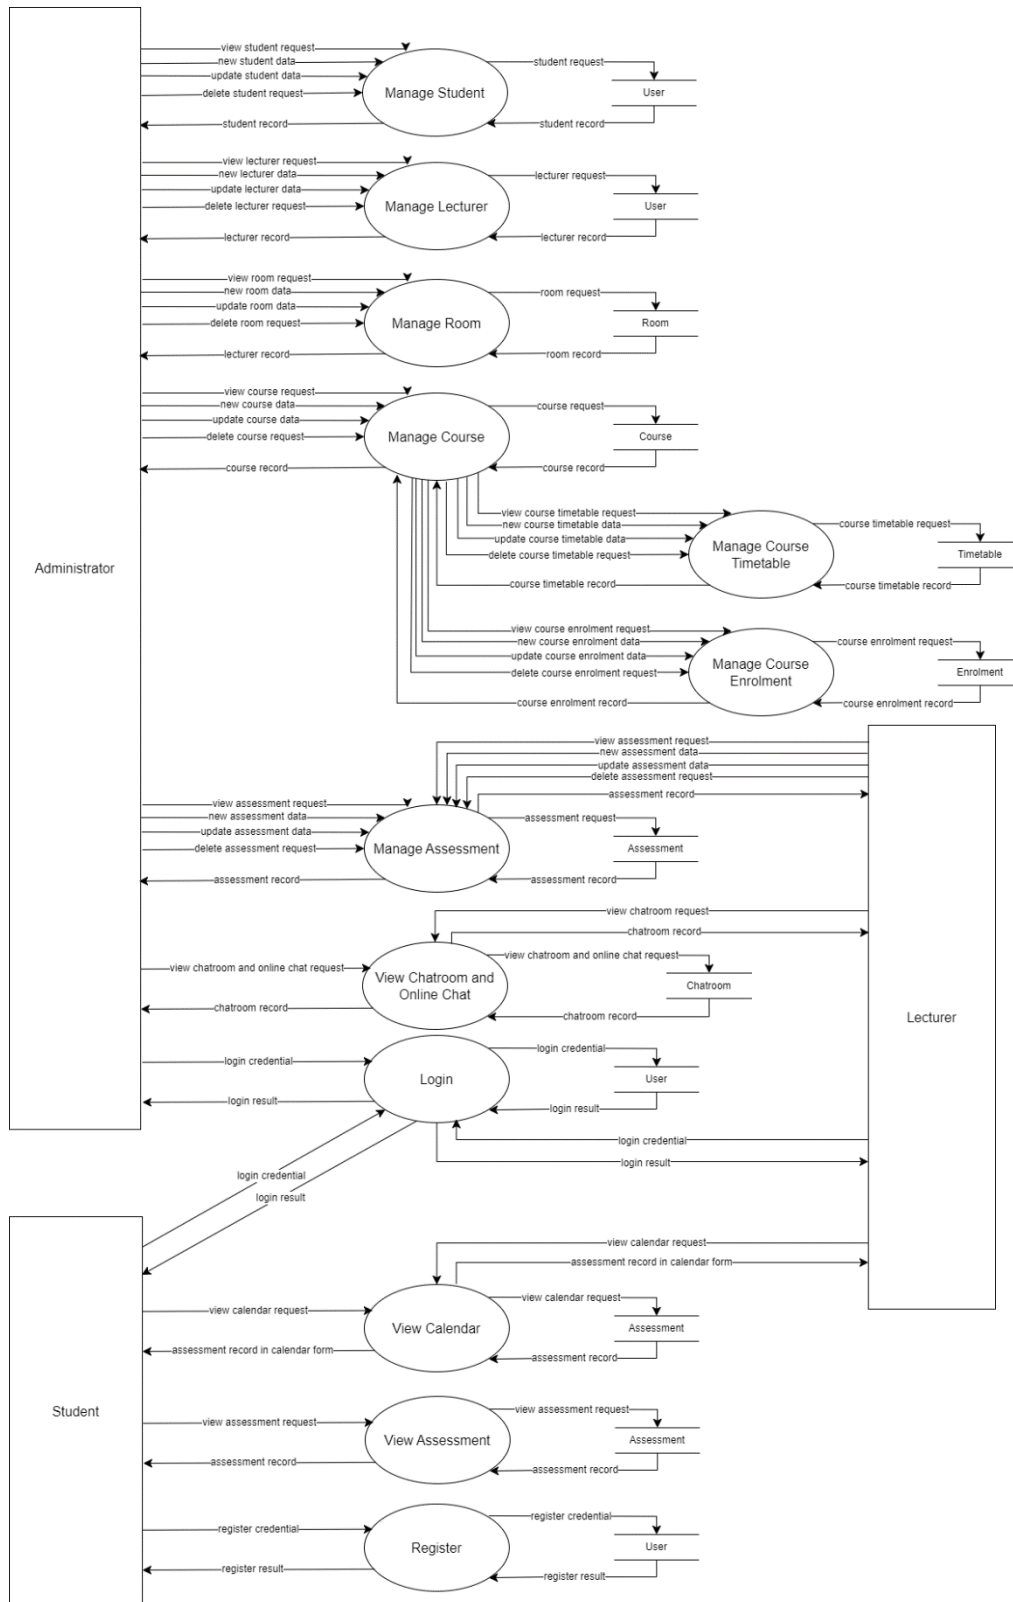 view student request
new student data
update student data
delete student request
student record
Manage Student
student request
User
student record
view lecturer request
new lecturer data
update lecturer data
delete lecturer request
lecturer record
Manage Lecturer
lecturer request
User
lecturer record
view room request
new room data
update room data
delete room request
lecturer record
Manage Room
room request
Room
room record
view course request
new course data
update course data
delete course request
course record
Manage Course
course request
Course
course record
Administrator
view course timetable request
new course timetable data
update course timetable data
delete course timetable request
course timetable record
Manage Course
Timetable
course timetable request
Timetable
course timetable record
view course enrolment request
new course enrolment data
update course enrolment data
delete course enrolment request
course enrolment record
Manage Course
Enrolment
course enrolment request
Enrolment
course enrolment record
view assessment request
new assessment data
update assessment data
delete assessment request
assessment record
view assessment request
new assessment data
update assessment data
delete assessment request
assessment record
Manage Assessment
assessment request
Assessment
assessment record
view chatroom request
chatroom record
view chatroom and online chat request
chatroom record
View Chatroom and
Online Chat
view chatroom and online chat request
Chatroom
chatroom record
Lecturer
login credential
login result
Login
login credential
User
login result
login credential
login result
login credential
login result
view calendar request
assessment record in calendar form
view calendar request
assessment record in calendar form
View Calendar
view calendar request
Assessment
assessment record
Student
view assessment request
assessment record
View Assessment
view assessment request
Assessment
assessment record
register credential
register result
Register
register credential
User
register result